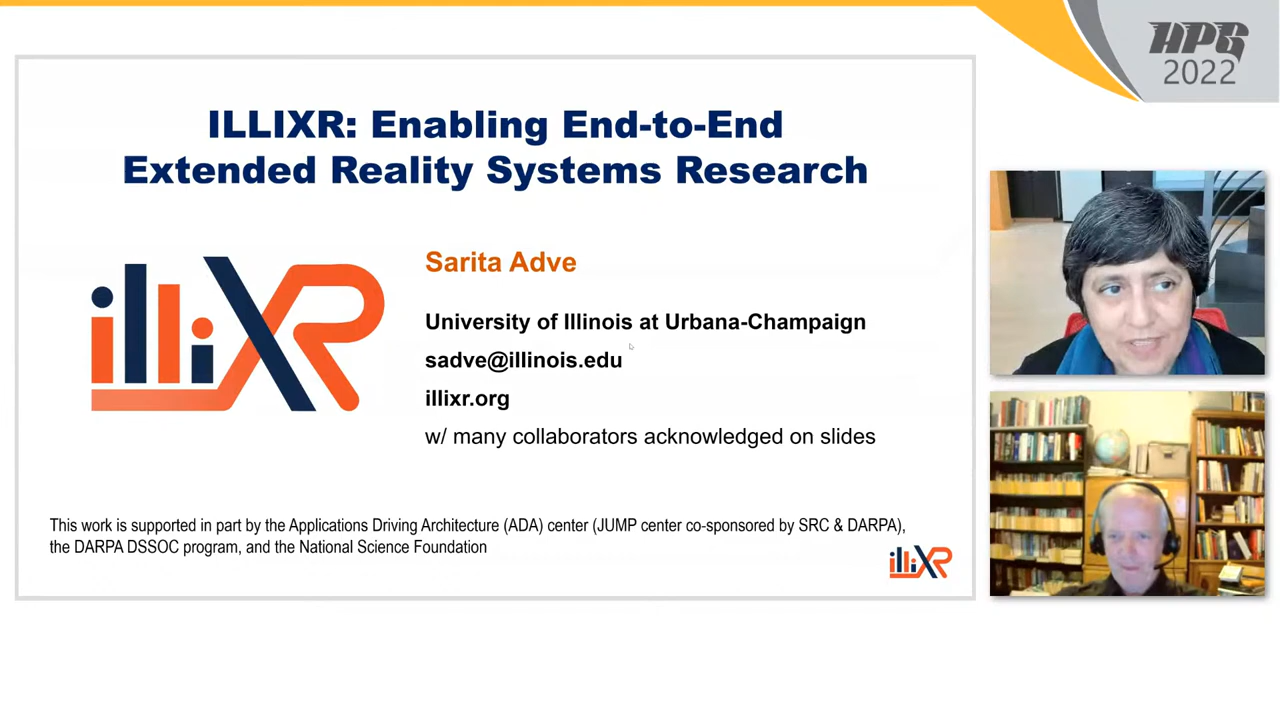 HPG
2022
ILLIXR: Enabling End-to-End
Extended Reality Systems Research
illiXR
Sarita Adve
University of Illinois at Urbana-Champaign
sadve@illinois.edu
illixr.org
w/ many collaborators acknowledged on slides
This work is supported in part by the Applications Driving Architecture (ADA) center (JUMP center co-sponsored by SRC & DARPA),
the DARPA DSSOC program, and the National Science Foundation
illiXR